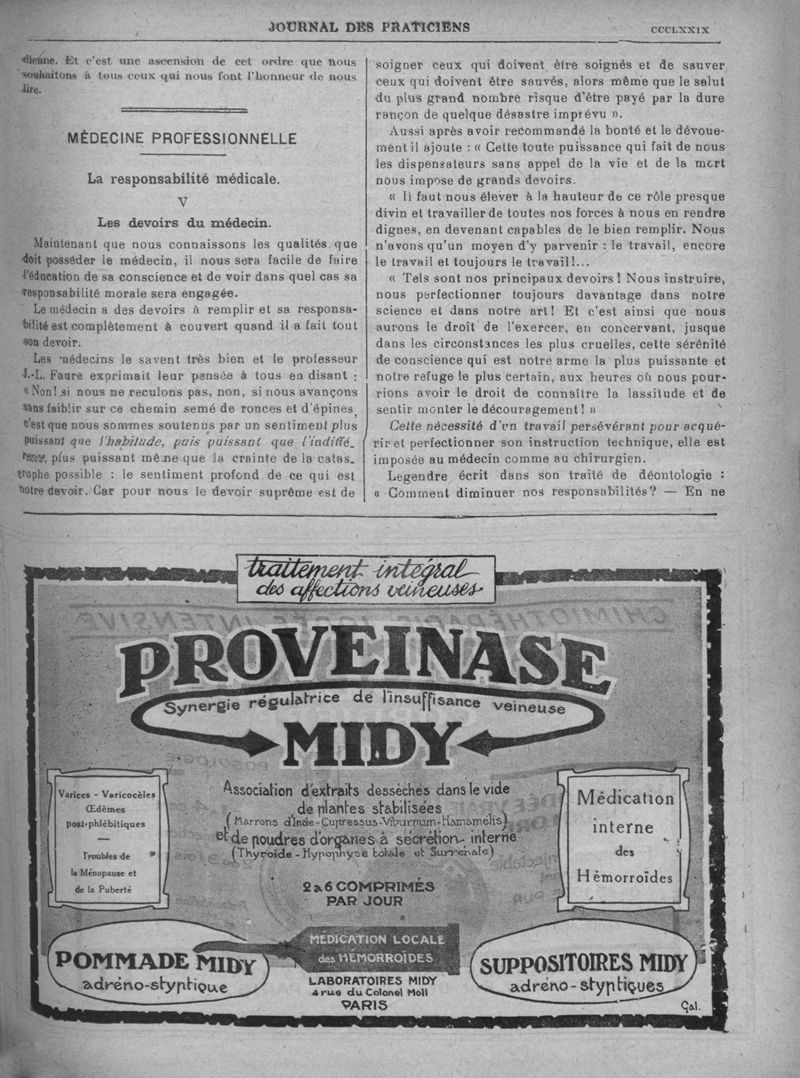 JOURNAL DES PRATICIENS
CCCLXXIX
dienne. Et c'est une ascension de cet ordre que nous
souhaitons à tous ceux qui nous font l'honneur de nous
lire.
MÉDECINE PROFESSIONNELLE
La responsabilité médicale.
V
Les devoirs du médecin.
Maintenant que nous connaissons les qualités que
doit posséder le médecin, il nous sera facile de faire
l'éducation de sa conscience et de voir dans quel cas sa
responsabilité morale sera engagée.
Le médecin a des devoirs à remplir et sa responsa-
bilité est complètement à couvert quand il a fait tout
son devoir.
Les médecins le savent très bien et le professeur
J.-L. Faure exprimait leur pensée à tous en disant :
« Non! si nous ne reculons pas, non, si nous avançons
sans faiblir sur ce chemin semé de ronces et d'épines,
c'est que nous sommes soutenus par un sentiment plus
puissant que l'habitude, puis puissant que l'indiffé-
rence, plus puissant même que la crainte de la catas-
trophe possible : le sentiment profond de ce qui est
notre devoir. Car pour nous le devoir suprême est de
soigner ceux qui doivent être soignés et de sauver
ceux qui doivent être sauvés, alors même que le salut
du plus grand nombre risque d'être payé par la dure
rançon de quelque désastre imprévu ».
Aussi après avoir recommandé la bonté et le dévoue-
ment il ajoute : « Cette toute puissance qui fait de nous
les dispensateurs sans appel de la vie et de la mort
nous impose de grands devoirs.
« Il faut nous élever à la hauteur de ce rôle presque
divin et travailler de toutes nos forces à nous en rendre
dignes, en devenant capables de le bien remplir. Nous
n'avons qu'un moyen d'y parvenir : le travail, encore
le travail et toujours le travail!...
« Tels sont nos principaux devoirs! Nous instruire,
nous perfectionner toujours davantage dans notre
science et dans notre art! Et c'est ainsi que nous
aurons le droit de l'exercer, en concervant, jusque
dans les circonstances les plus cruelles, cette sérénité
de conscience qui est notre arme la plus puissante et
notre refuge le plus certain, aux heures où nous pour-
rions avoir le droit de connaître la lassitude et de
sentir monter le découragement! »
Cette nécessité d'un travail persévérant pour acqué-
rir et perfectionner son instruction technique, elle est
imposée au médecin comme au chirurgien.
Legendre écrit dans son traité de déontologie :
« Comment diminuer nos responsabilités? — En ne
traitement intégral
des affections veineuses
PROVEINASE
Synergie régulatrice de l'insuffisance veineuse
MIDY
Varices - Varicocèles
Œdèmes
post-phlébitiques
—
Troubles de
la Ménopause et
de la Puberté
Association d'extraits desséchés dans le vide
de plantes stabilisées
(Marrons d'Inde - Cupressus - Viburnum - Hamamelis)
et de poudres d'organes à sécrétion interne
(Thyroïde - Hypophyse totale et Surrénale)
2 à 6 COMPRIMÉS
PAR JOUR
Médication
interne
des
Hémorroïdes
POMMADE MIDY
adréno-styptique
MÉDICATION LOCALE
des HÉMORROÏDES
LABORATOIRES MIDY
4 rue du Colonel Moll
PARIS
SUPPOSITOIRES MIDY
adréno-styptiques
Gal.